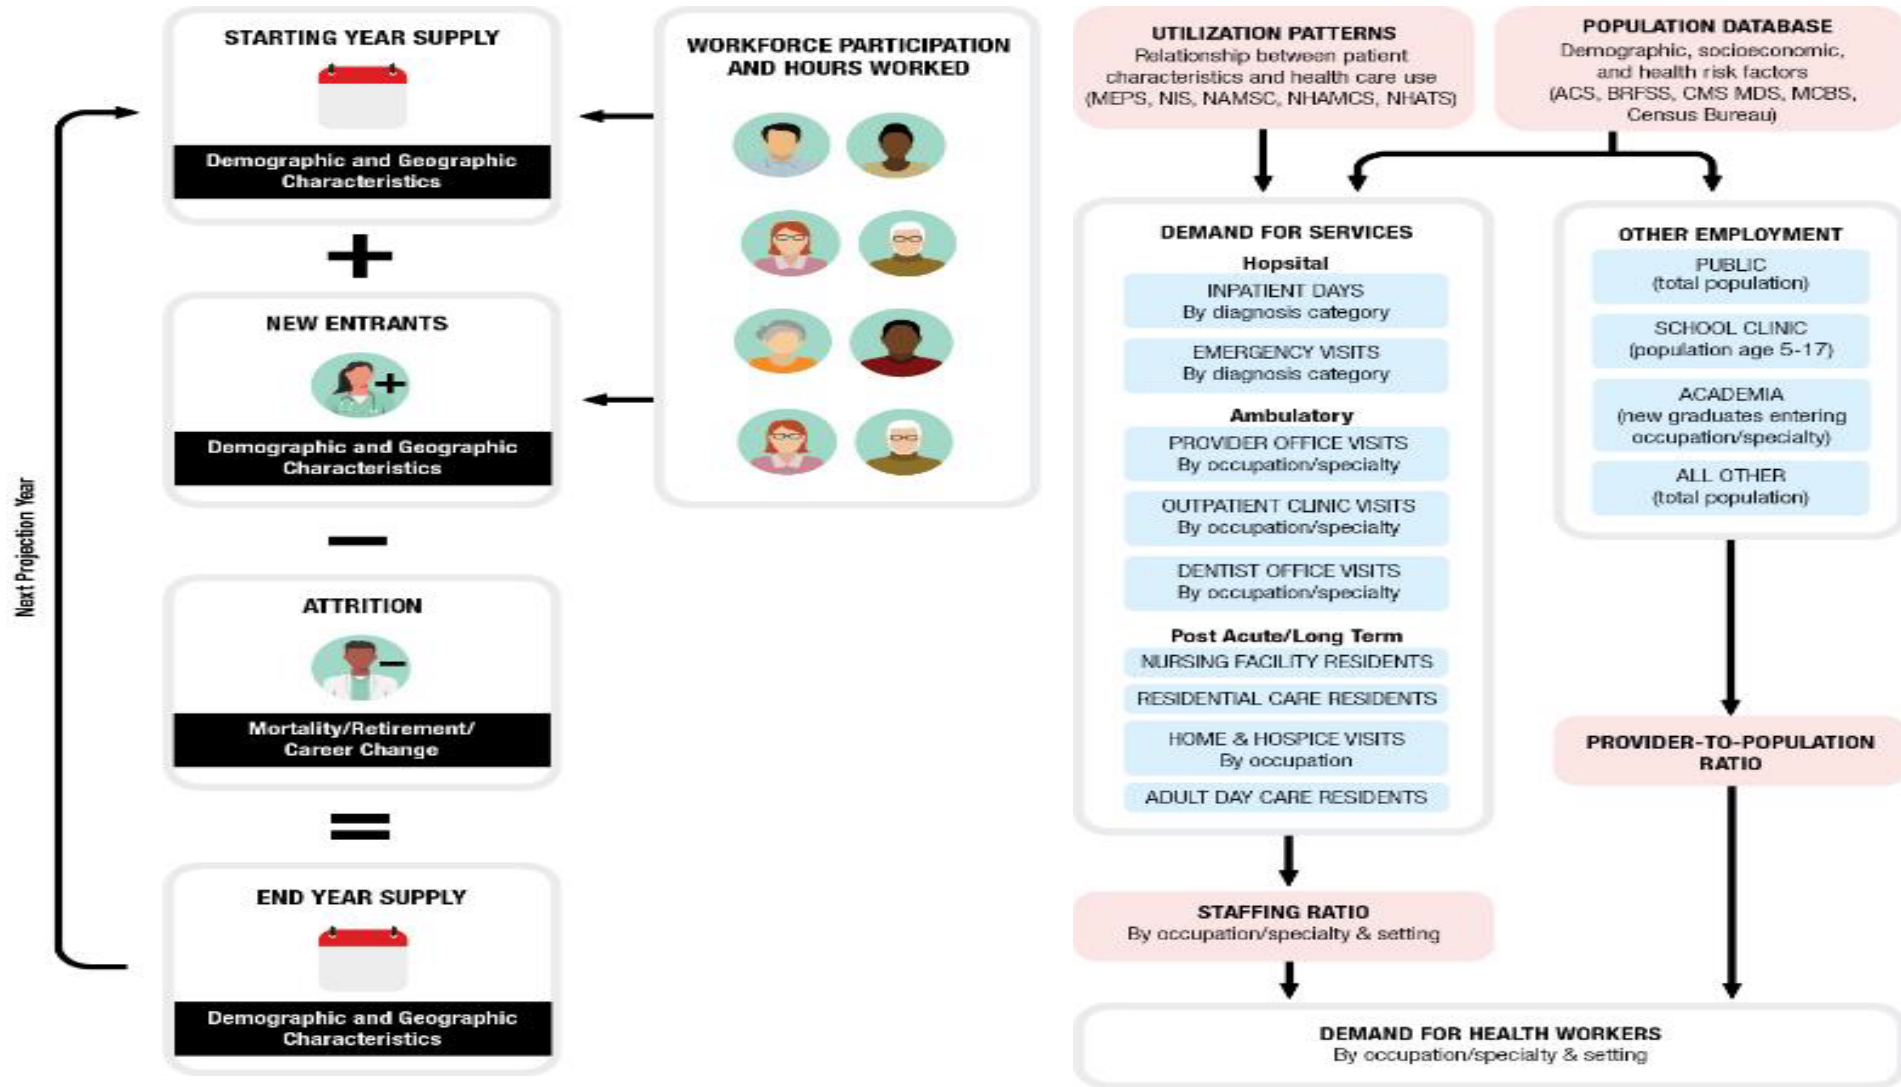 STARTING YEAR SUPPLY
Demographic and Geographic
Characteristics
NEW ENTRANTS
Demographic and Geographic
Characteristics
ATTRITION
Mortality/Retirement/
Career Change
END YEAR SUPPLY
Demographic and Geographic
Characteristics
Next Projection Year
WORKFORCE PARTICIPATION
AND HOURS WORKED
UTILIZATION PATTERNS
Relationship between patient
characteristics and health care use
(MEPS, NIS, NAMSC, NHAMCS, NHATS)
POPULATION DATABASE
Demographic, socioeconomic,
and health risk factors
(ACS, BRFSS, CMS MDS, MCBS,
Census Bureau)
DEMAND FOR SERVICES
Hopsital
INPATIENT DAYS
By diagnosis category
EMERGENCY VISITS
By diagnosis category
Ambulatory
PROVIDER OFFICE VISITS
By occupation/specialty
OUTPATIENT CLINIC VISITS
By occupation/specialty
DENTIST OFFICE VISITS
By occupation/specialty
Post Acute/Long Term
NURSING FACILITY RESIDENTS
RESIDENTIAL CARE RESIDENTS
HOME & HOSPICE VISITS
By occupation
ADULT DAY CARE RESIDENTS
OTHER EMPLOYMENT
PUBLIC
(total population)
SCHOOL CLINIC
(population age 5-17)
ACADEMIA
(new graduates entering
occupation/specialty)
ALL OTHER
(total population)
STAFFING RATIO
By occupation/specialty & setting
PROVIDER-TO-POPULATION
RATIO
DEMAND FOR HEALTH WORKERS
By occupation/specialty & setting